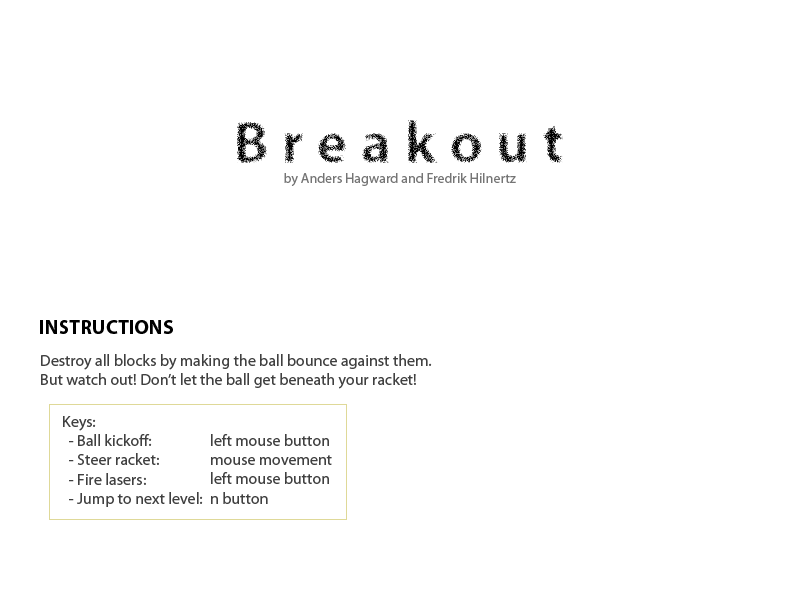 Breakout
by Anders Hagward and Fredrik Hilnertz
INSTRUCTIONS
Destroy all blocks by making the ball bounce against them.
But watch out! Don't let the ball get beneath your racket!
Keys:
- Ball kickoff: left mouse button
- Steer racket: mouse movement
- Fire lasers: left mouse button
- Jump to next level: n button